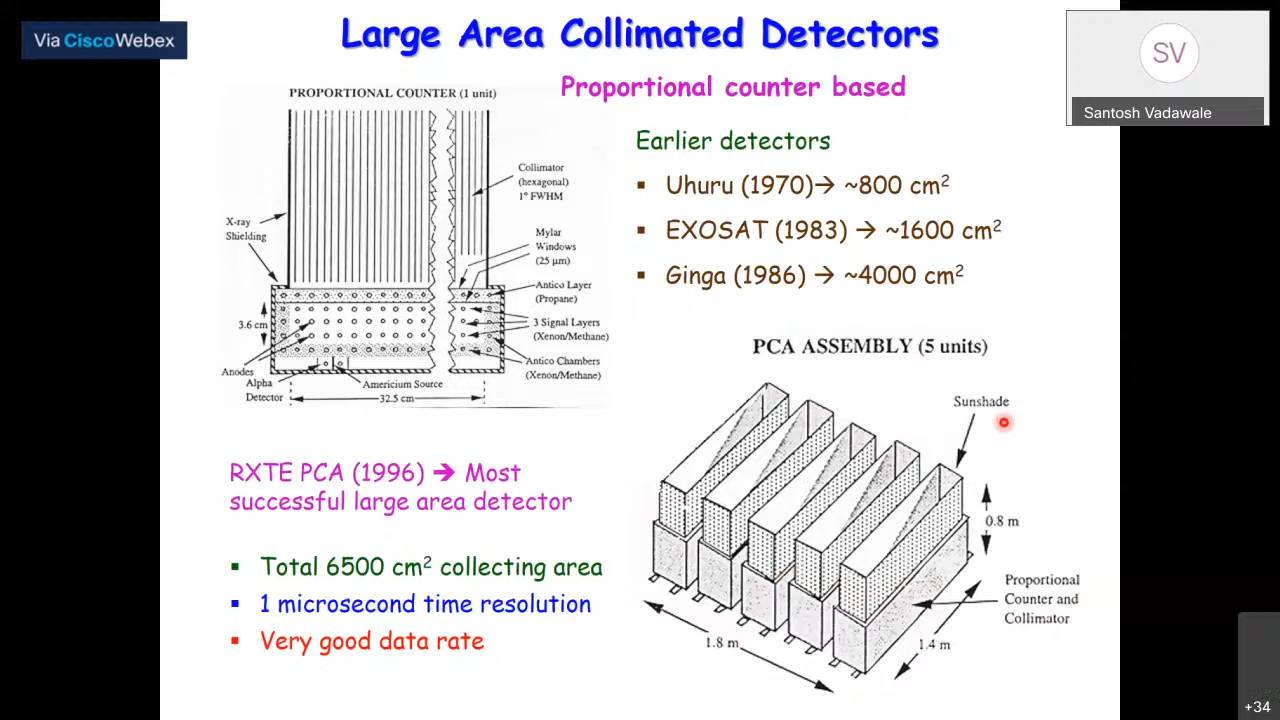 Via Cisco Webex
Large Area Collimated Detectors
SV
Santosh Vadawale
Proportional counter based
PROPORTIONAL COUNTER (1 unit)
Collimator
(hexagonal)
1° FWHM
X-ray
Shielding
Mylar
Windows
(25 µm)
Antico Layer
(Propane)
3.6 cm
3 Signal Layers
(Xenon/Methane)
Antico Chambers
(Xenon/Methane)
Anodes
Alpha
Detector
Americium Source
32.5 cm
Earlier detectors
▪ Uhuru (1970)→ ~800 cm²
▪ EXOSAT (1983) → ~1600 cm²
▪ Ginga (1986) → ~4000 cm²
PCA ASSEMBLY (5 units)
Sunshade
0.8 m
Proportional
Counter and
Collimator
1.8 m
1.4 m
RXTE PCA (1996) → Most
successful large area detector
▪ Total 6500 cm² collecting area
▪ 1 microsecond time resolution
▪ Very good data rate
+34